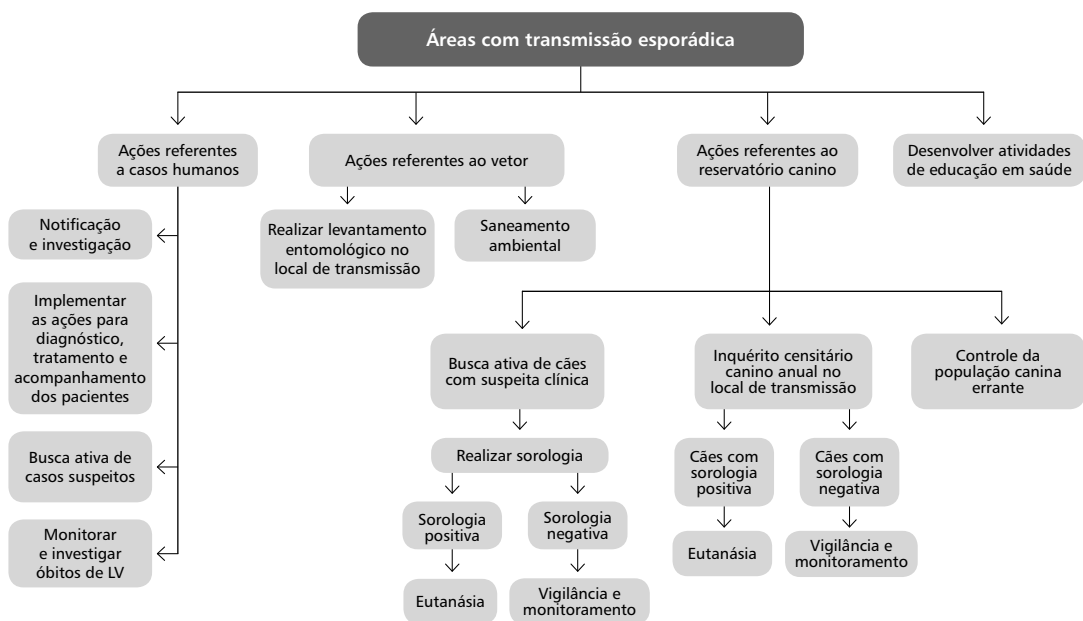 Áreas com transmissão esporádica
Ações referentes
a casos humanos
Ações referentes ao vetor
Ações referentes ao
reservatório canino
Desenvolver atividades
de educação em saúde
Notificação
e investigação
Implementar
as ações para
diagnóstico,
tratamento e
acompanhamento
dos pacientes
Busca ativa de
casos suspeitos
Monitorar
e investigar
óbitos de LV
Realizar levantamento
entomológico no
local de transmissão
Saneamento
ambiental
Busca ativa de cães
com suspeita clínica
Inquérito censitário
canino anual no
local de transmissão
Controle da
população canina
errante
Realizar sorologia
Sorologia
positiva
Sorologia
negativa
Eutanásia
Vigilância e
monitoramento
Cães com
sorologia
positiva
Cães com
sorologia
negativa
Eutanásia
Vigilância e
monitoramento